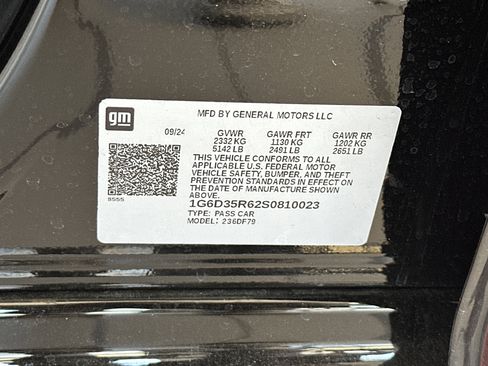 gm
MFD BY GENERAL MOTORS LLC
09/24 GVWR GAWR FRT GAWR RR
2332 KG 1130 KG 1202 KG
5142 LB 2491 LB 2651 LB
THIS VEHICLE CONFORMS TO ALL
APPLICABLE U.S. FEDERAL MOTOR
VEHICLE SAFETY, BUMPER, AND THEFT
PREVENTION STANDARDS IN EFFECT ON
THE DATE OF MANUFACTURE SHOWN ABOVE.
1G6D35R62S0810023
TYPE: PASS CAR
MODEL: 236DF79